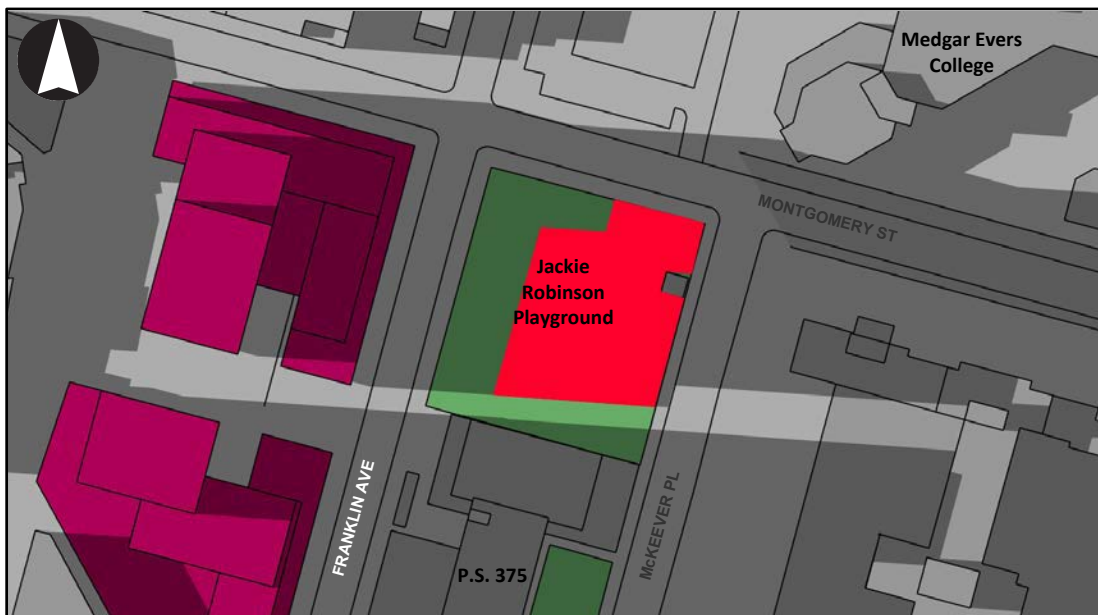 Medgar Evers
College
MONTGOMERY ST
Jackie
Robinson
Playground
FRANKLIN AVE
McKEEVER PL
P.S. 375